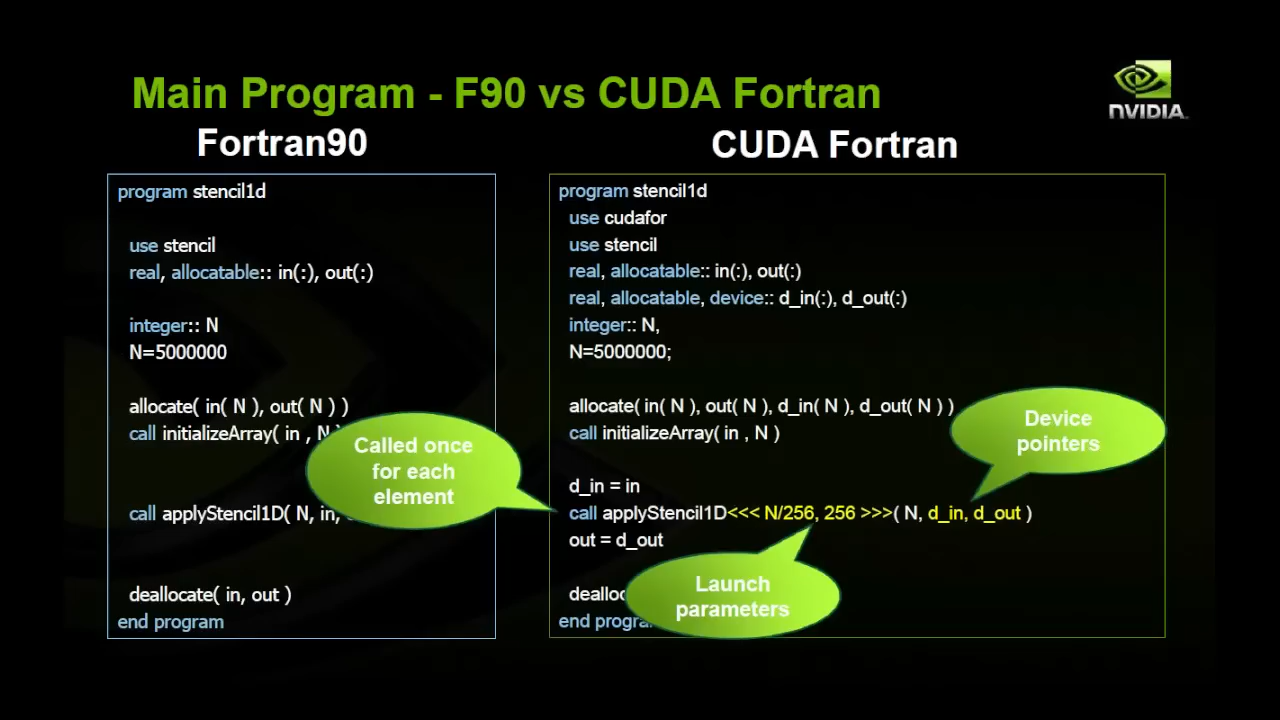 Main Program - F90 vs CUDA Fortran
NVIDIA
Fortran90
program stencil1d
use stencil
real, allocatable:: in(:), out(:)
integer:: N
N=5000000
allocate( in( N ), out( N ) )
call initializeArray( in , N
call applyStencil1D( N, in,
deallocate( in, out )
end program
Called once
for each
element
CUDA Fortran
program stencil1d
use cudafor
use stencil
real, allocatable:: in(:), out(:)
real, allocatable, device:: d_in(:), d_out(:)
integer:: N,
N=5000000;
allocate( in( N ), out( N ), d_in( N ), d_out( N ) )
call initializeArray( in , N )
d_in = in
call applyStencil1D<<< N/256, 256 >>>( N, d_in, d_out )
out = d_out
end
Device
pointers
Launch
parameters